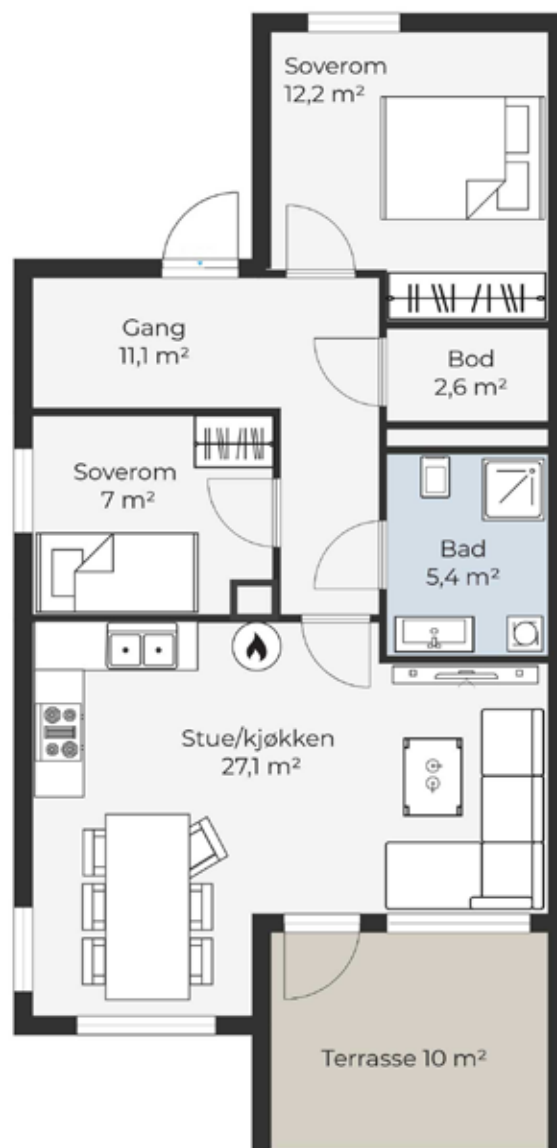 Soverom
12,2 m²
Gang
11,1 m²
Bod
2,6 m²
Soverom
7 m²
Bad
5,4 m²
Stue/kjøkken
27,1 m²
Terrasse 10 m²